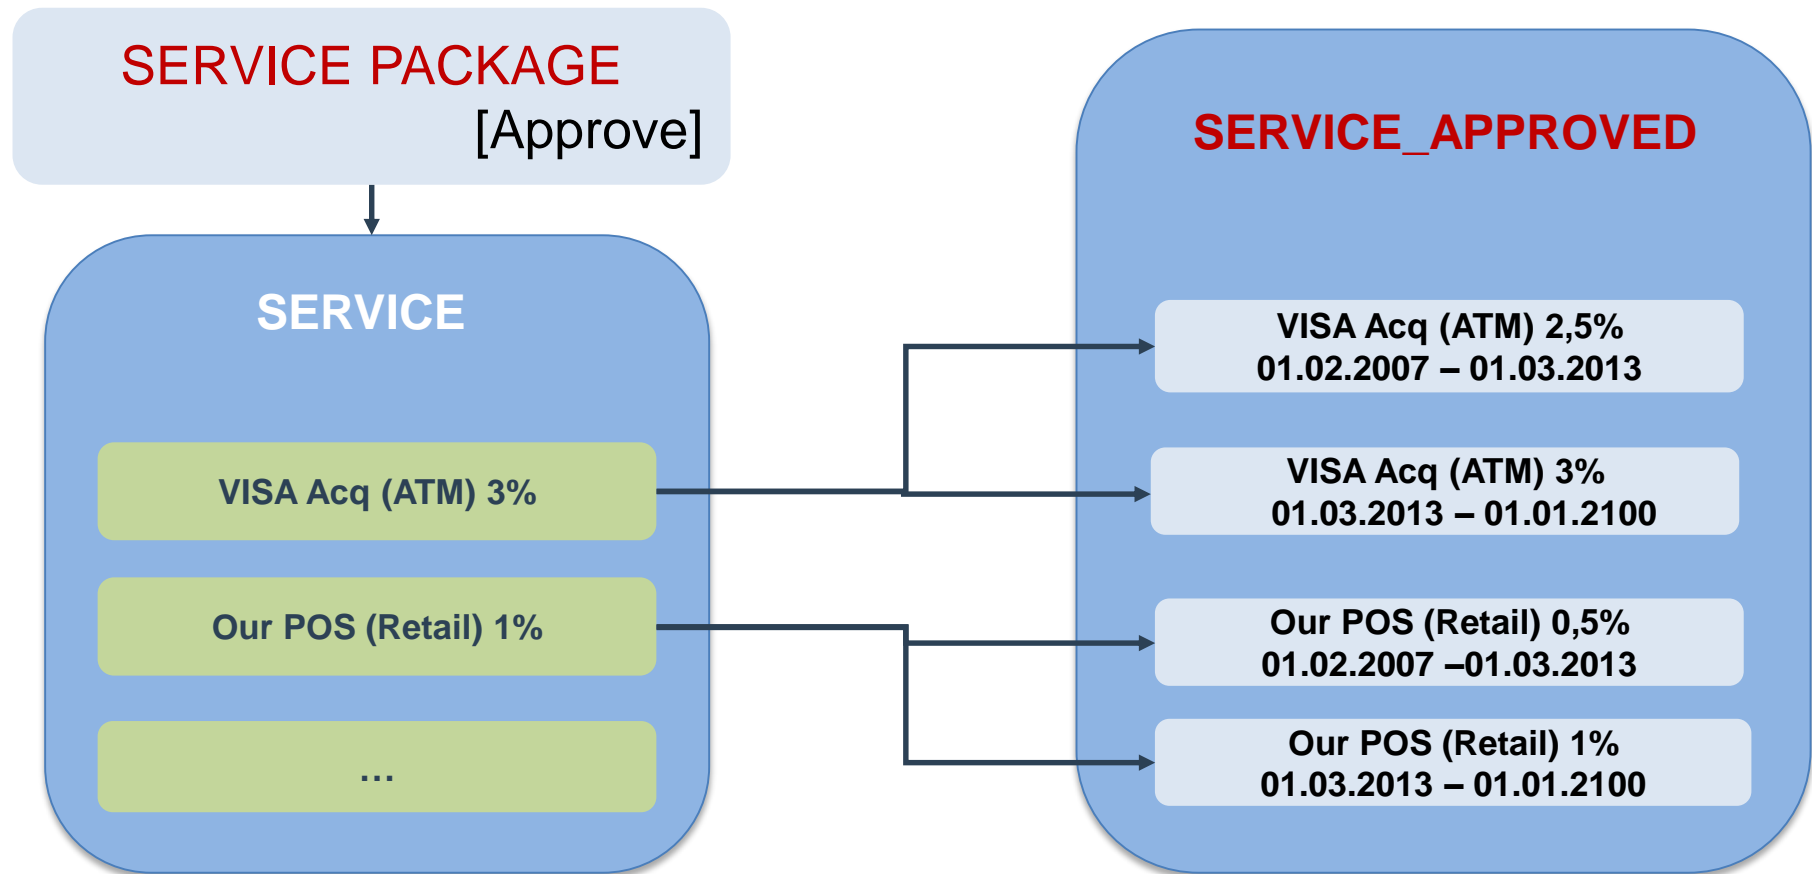 SERVICE PACKAGE
[Approve]
SERVICE
VISA Acq (ATM) 3%
Our POS (Retail) 1%
...
SERVICE_APPROVED
VISA Acq (ATM) 2,5%
01.02.2007 – 01.03.2013
VISA Acq (ATM) 3%
01.03.2013 – 01.01.2100
Our POS (Retail) 0,5%
01.02.2007 –01.03.2013
Our POS (Retail) 1%
01.03.2013 – 01.01.2100